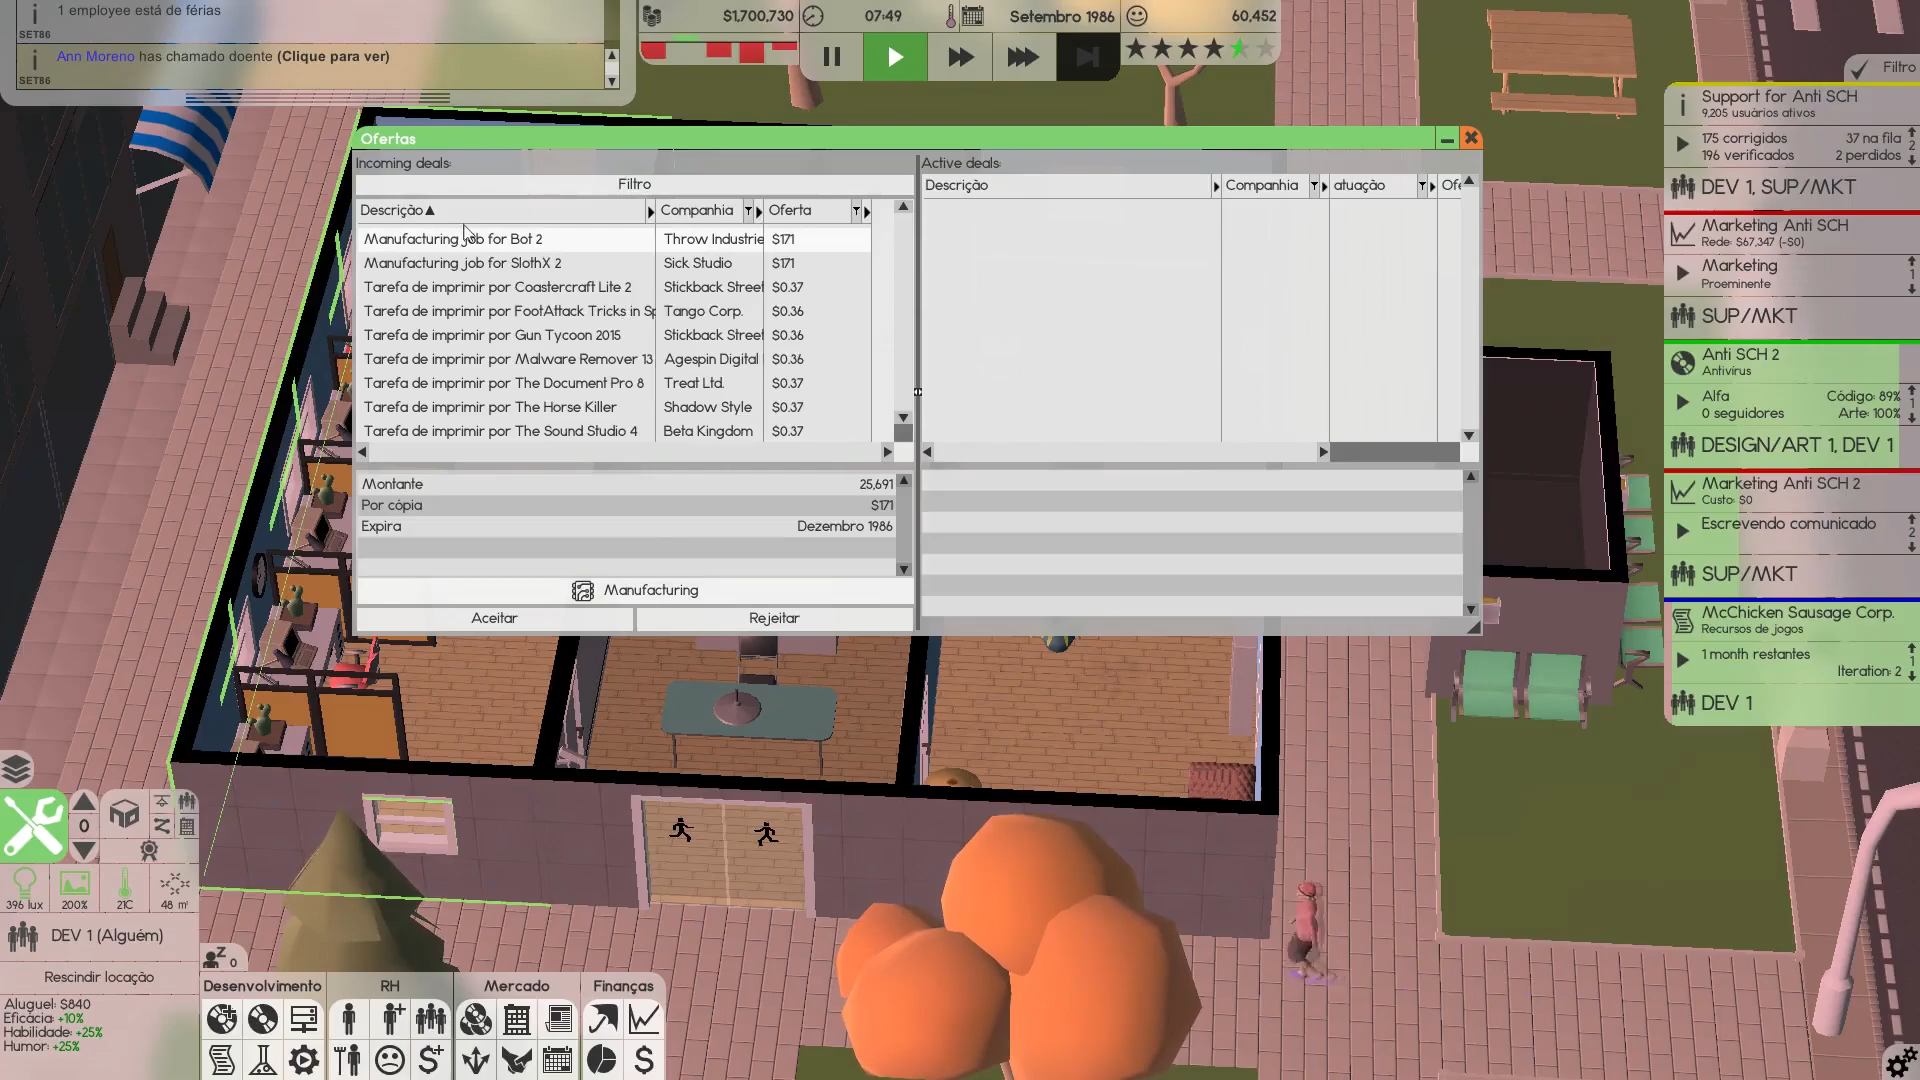 1 employee está de férias
SET86
Ann Moreno has chamado doente (Clique para ver)
SET86
$1,700,730
07:49
Setembro 1986
60,452
Filtro
Ofertas
Incoming deals:
Filtro
Descrição
Companhia
Oferta
Manufacturing job for Bot 2
Throw Industrie
$171
Manufacturing job for SlothX 2
Sick Studio
$171
Tarefa de imprimir por Coastercraft Lite 2
Stickback Street
$0.37
Tarefa de imprimir por FootAttack Tricks in Sp
Tango Corp.
$0.36
Tarefa de imprimir por Gun Tycoon 2015
Stickback Street
$0.36
Tarefa de imprimir por Malware Remover 13
Agespin Digital
$0.36
Tarefa de imprimir por The Document Pro 8
Treat Ltd.
$0.37
Tarefa de imprimir por The Horse Killer
Shadow Style
$0.37
Tarefa de imprimir por The Sound Studio 4
Beta Kingdom
$0.37
Montante
25,691
Por cópia
$171
Expira
Dezembro 1986
Manufacturing
Aceitar
Rejeitar
Active deals:
Descrição
Companhia
atuação
Ofe
Support for Anti SCH
9,205 usuários ativos
175 corrigidos
37 na fila
196 verificados
2 perdidos
2
DEV 1, SUP/MKT
Marketing Anti SCH
Rede: $67,347 (-$0)
Marketing
Proeminente
1
SUP/MKT
Anti SCH 2
Antivírus
Alfa
Código: 89%
0 seguidores
Arte: 100%
1
DESIGN/ART 1, DEV 1
Marketing Anti SCH 2
Custo: $0
Escrevendo comunicado
2
SUP/MKT
McChicken Sausage Corp.
Recursos de jogos
1 month restantes
Iteration: 2
1
DEV 1
0
396 lux
200%
21C
48 m²
DEV 1 (Alguém)
Rescindir locação
Aluguel: $840
Eficácia: +10%
Habilidade: +25%
Humor: +25%
Z
0
Desenvolvimento
RH
Mercado
Finanças